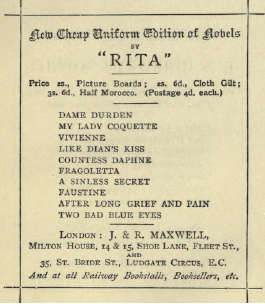 New Cheap Uniform Edition of Novels
BY
"RITA"
Price 2s., Picture Boards; 2s. 6d., Cloth Gilt;
3s. 6d., Half Morocco. (Postage 4d. each.)
DAME DURDEN
MY LADY COQUETTE
VIVIENNE
LIKE DIAN'S KISS
COUNTESS DAPHNE
FRAGOLETTA
A SINLESS SECRET
FAUSTINE
AFTER LONG GRIEF AND PAIN
TWO BAD BLUE EYES
LONDON: J. & R. MAXWELL,
MILTON HOUSE, 14 & 15, SHOE LANE, FLEET ST.,
AND
35, ST. BRIDE ST., LUDGATE CIRCUS, E.C.
And at all Railway Bookstalls, Booksellers, etc.